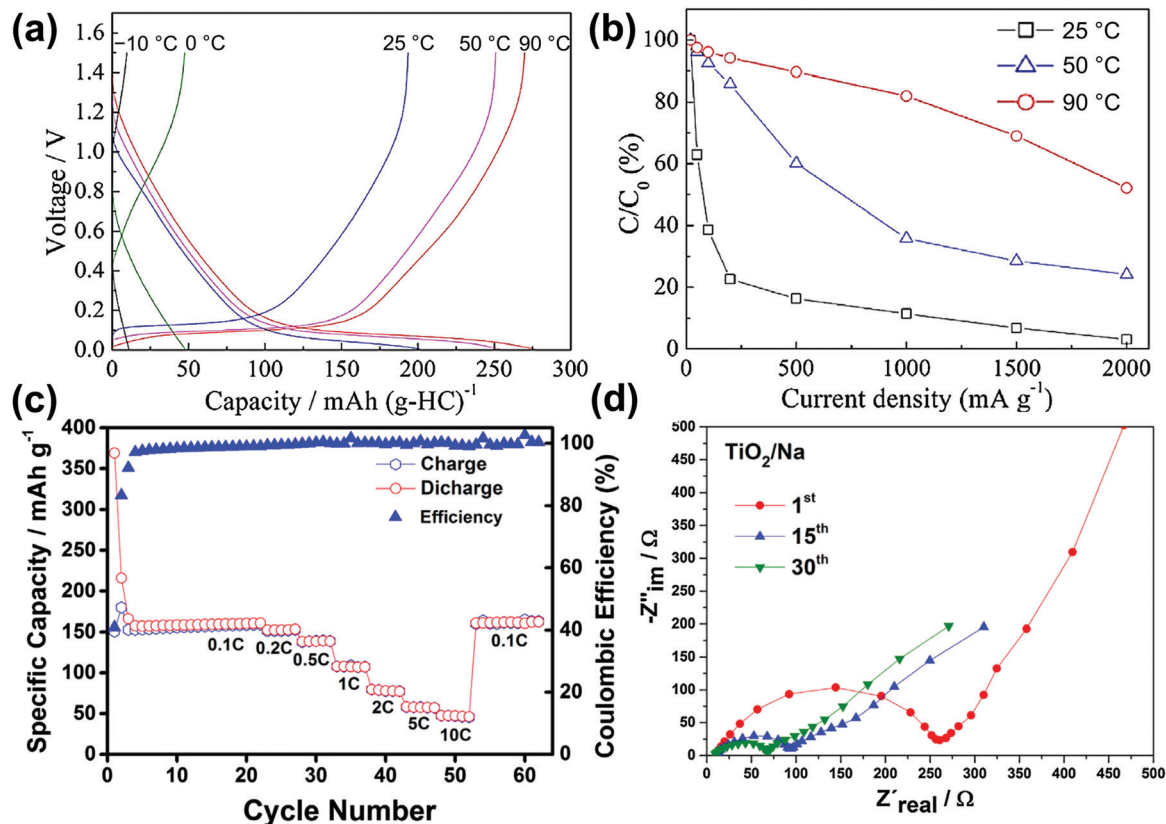 (a)
−10 °C 0 °C 25 °C 50 °C 90 °C
1.4
1.2
1.0
0.8
0.6
0.4
0.2
0.0
Voltage / V
0 50 100 150 200 250 300
Capacity / mAh (g-HC)⁻¹
(b)
25 °C
50 °C
90 °C
100
80
60
40
20
0
C/C₀ (%)
0 500 1000 1500 2000
Current density (mA g⁻¹)
(c)
400
350
300
250
200
150
100
50
0
Specific Capacity / mAh g⁻¹
Charge
Dicharge
Efficiency
0.1C 0.2C 0.5C 1C 2C 5C 10C 0.1C
100
80
60
40
20
0
Coulombic Efficiency (%)
0 10 20 30 40 50 60
Cycle Number
(d)
TiO₂/Na
1ˢᵗ
15ᵗʰ
30ᵗʰ
500
450
400
350
300
250
200
150
100
50
0
-Z''im / Ω
0 50 100 150 200 250 300 350 400 450 500
Z´real / Ω